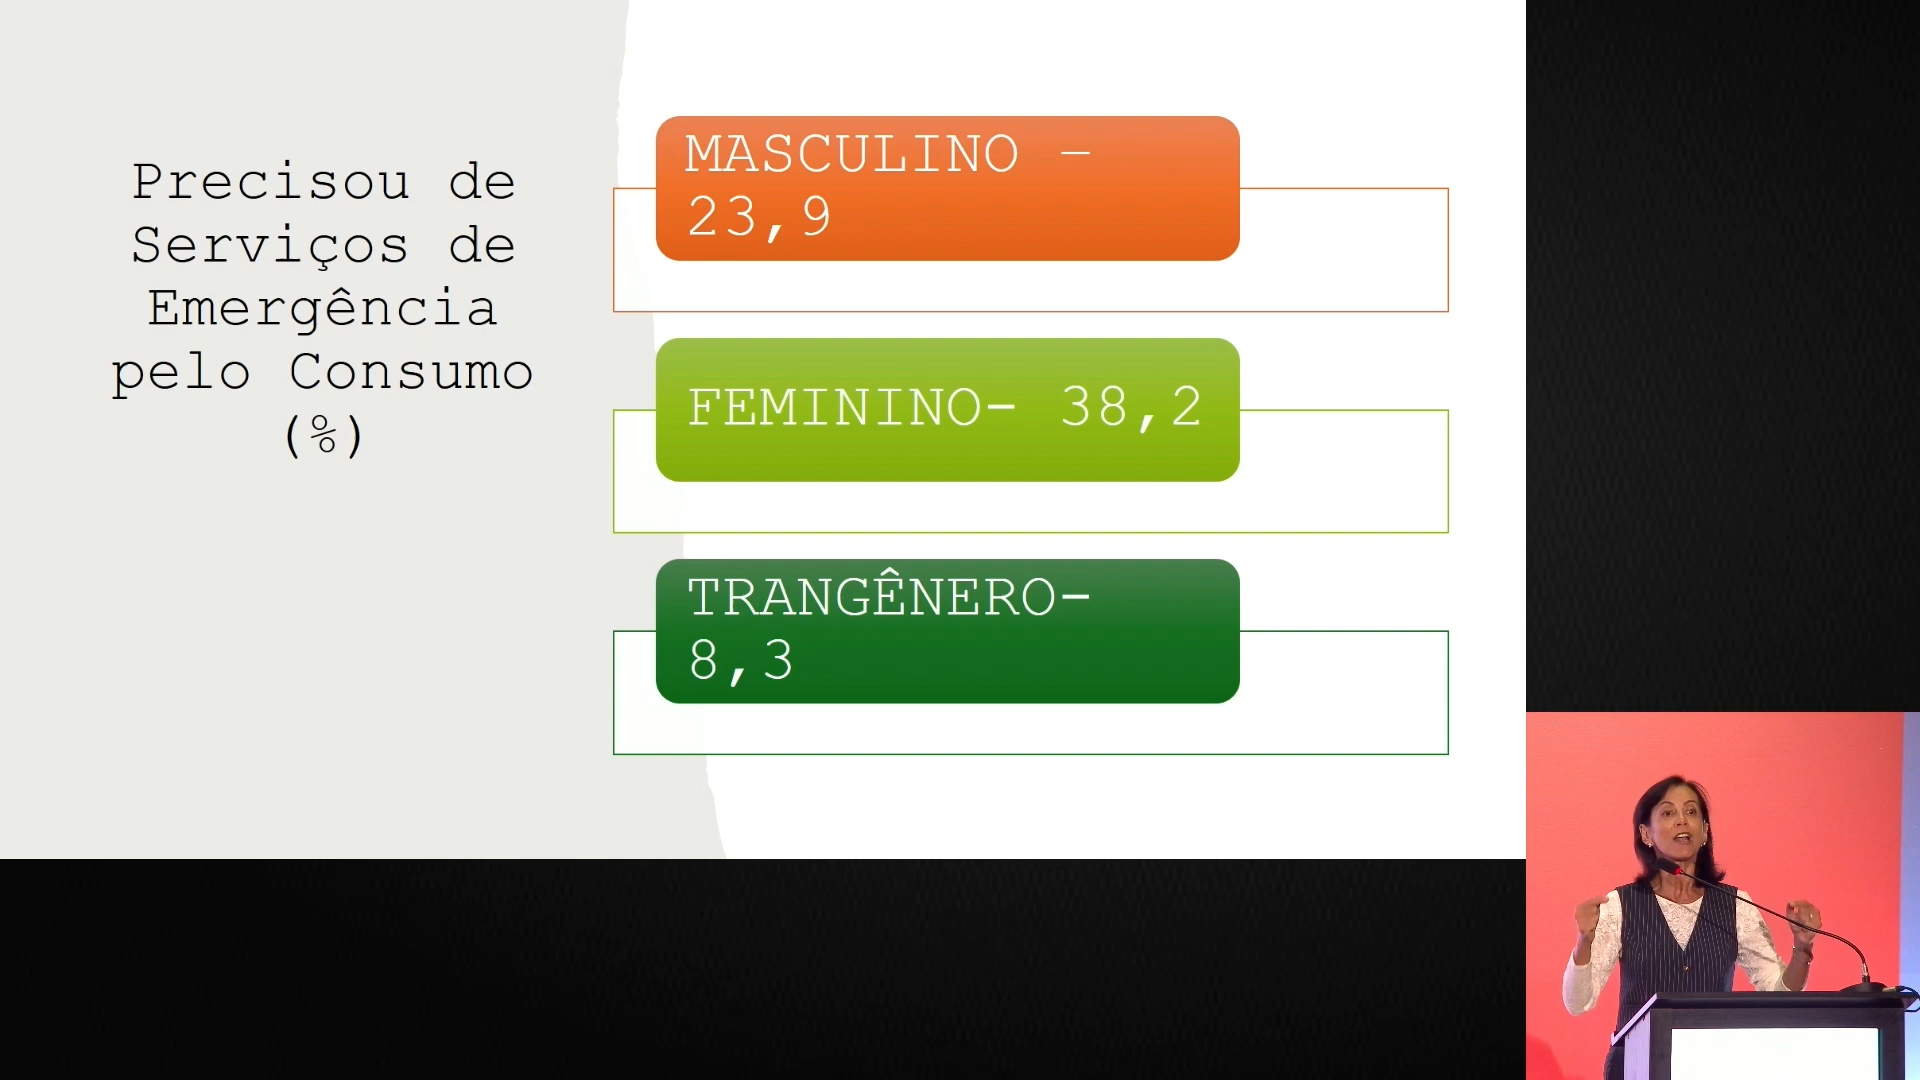 Precisou de
Serviços de
Emergência
pelo Consumo
(%)
MASCULINO –
23,9
FEMININO- 38,2
TRANGÊNERO-
8,3